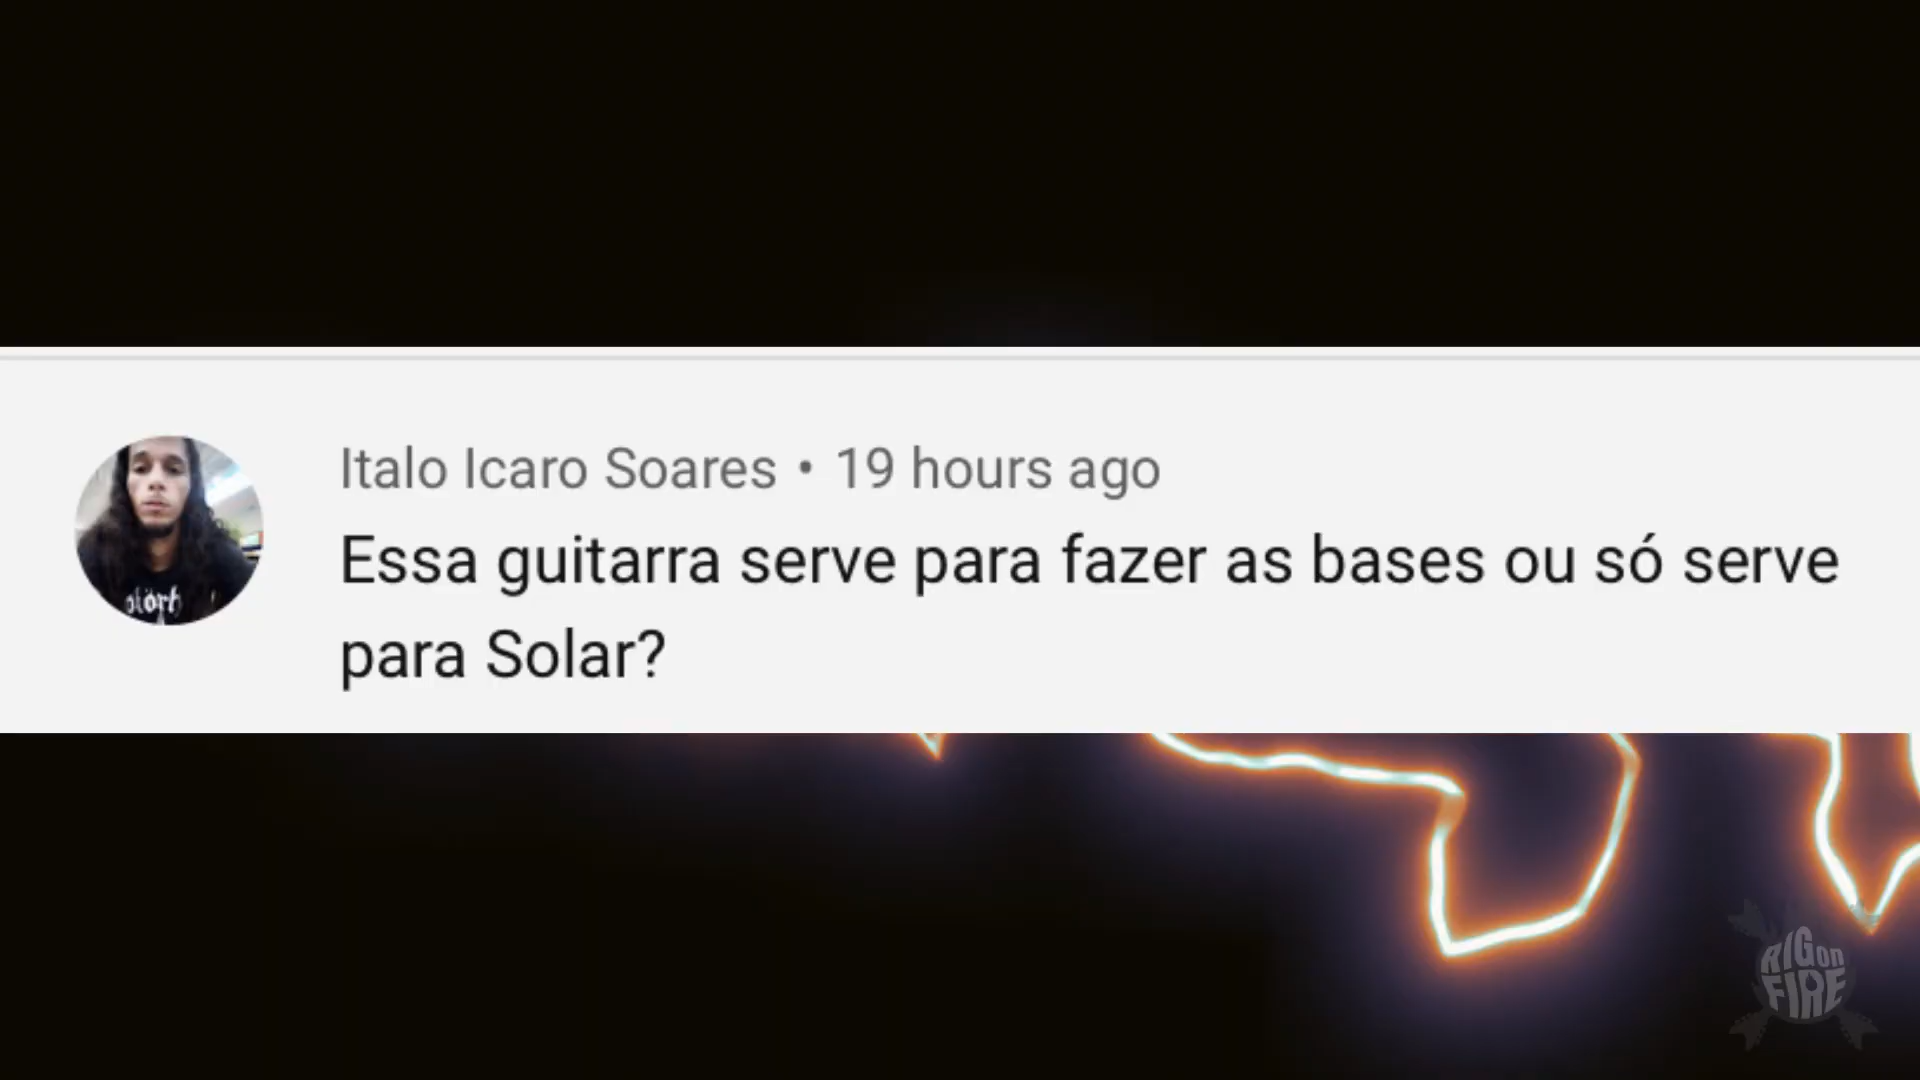 Italo Icaro Soares • 19 hours ago
Essa guitarra serve para fazer as bases ou só serve
para Solar?
RIG on
FIRE